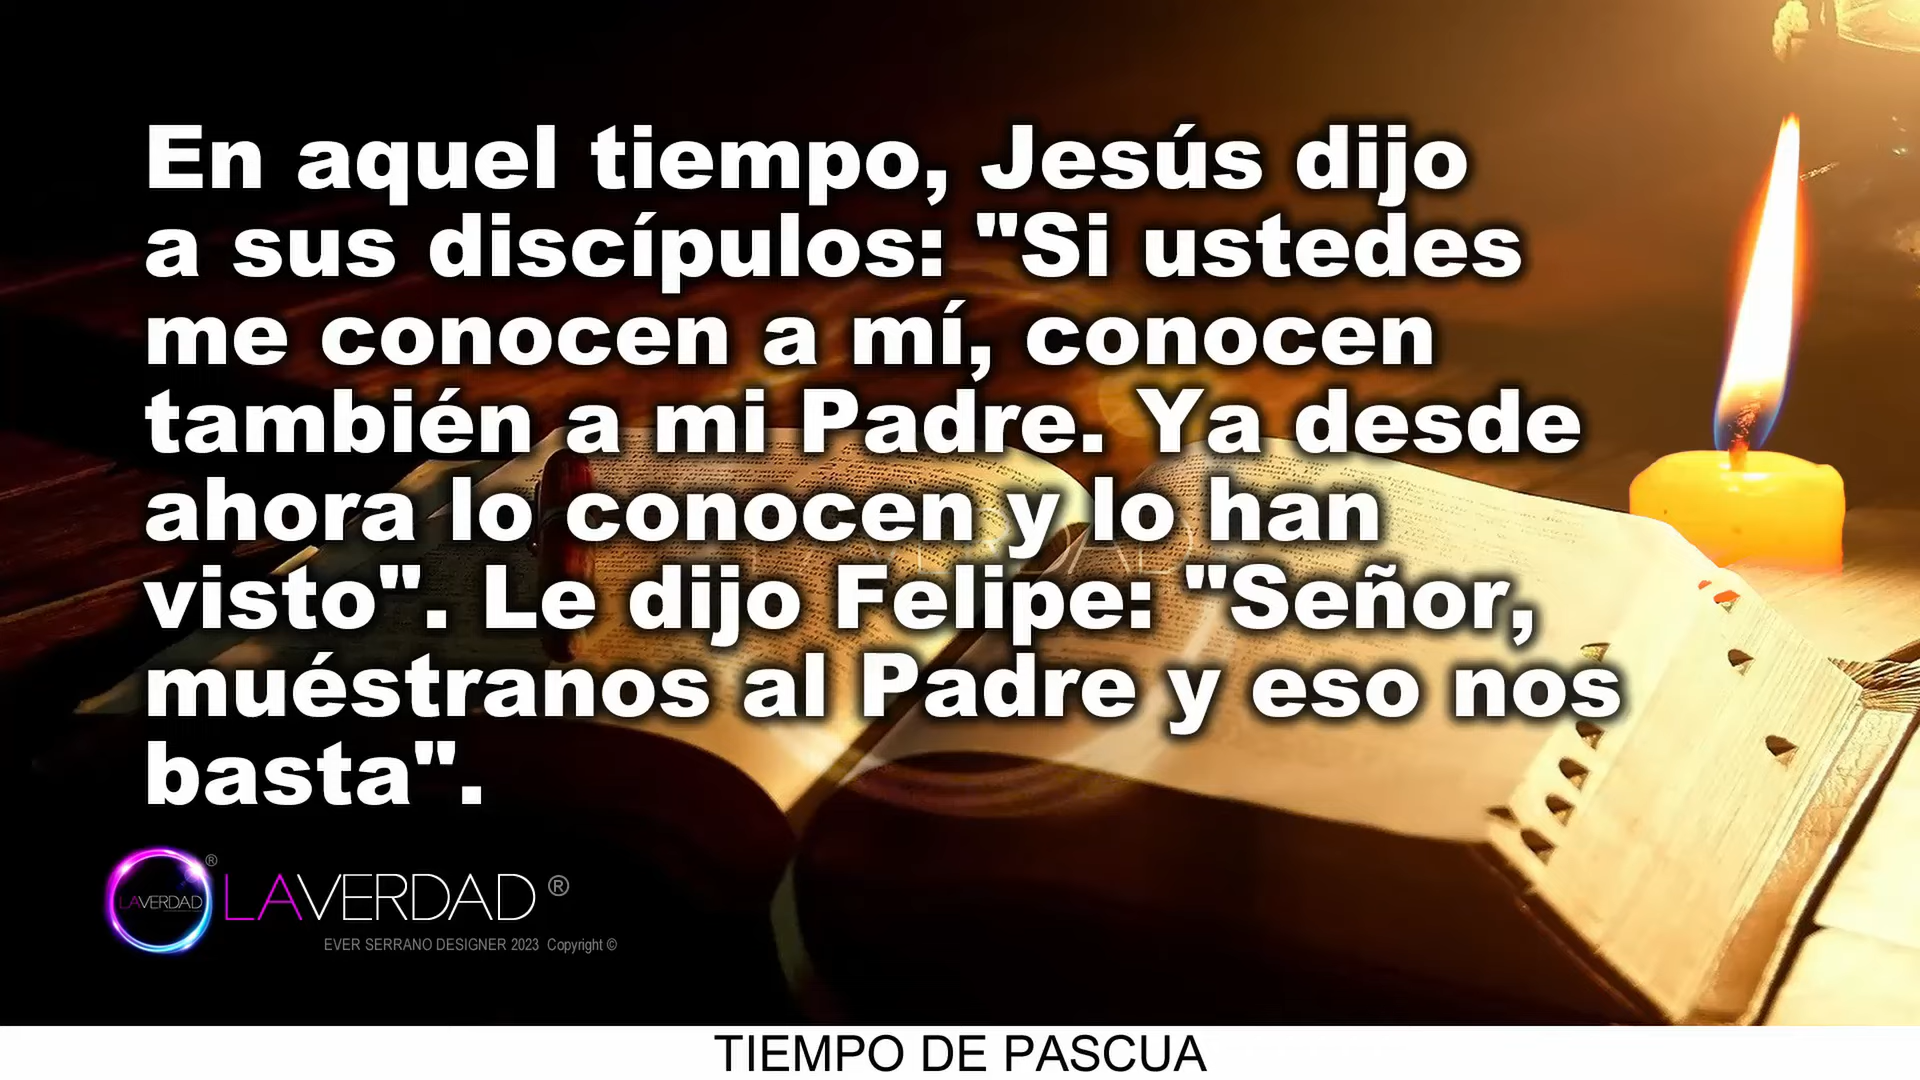 En aquel tiempo, Jesús dijo
a sus discípulos: "Si ustedes
me conocen a mí, conocen
también a mi Padre. Ya desde
ahora lo conocen y lo han
visto". Le dijo Felipe: "Señor,
muéstranos al Padre y eso nos
basta".
LAVERDAD ®
LAVERDAD ®
EVER SERRANO DESIGNER 2023 Copyright ©
TIEMPO DE PASCUA